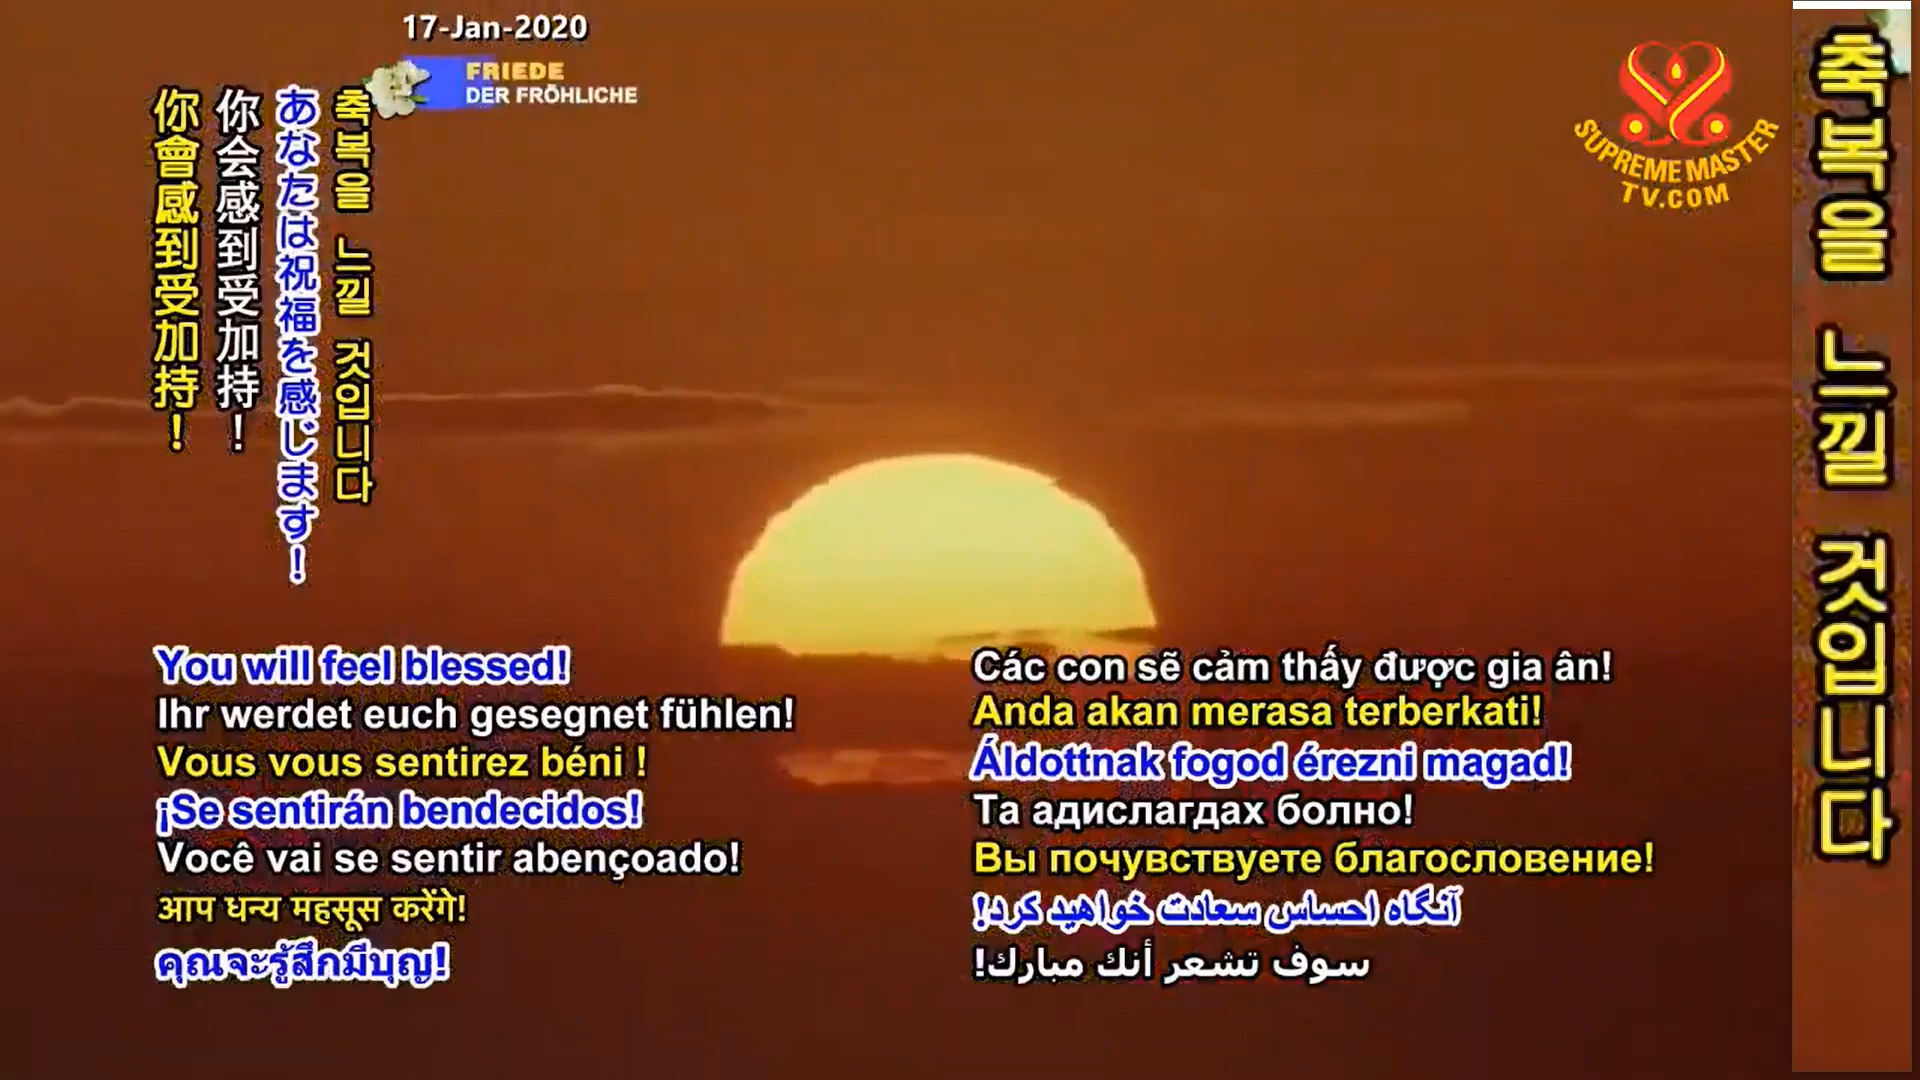 17-Jan-2020
FRIEDE
DER FRÖHLICHE
SUPREME MASTER
TV.COM
축복을 느낄 것입니다
あなたは祝福を感じます！
你会感到受加持！
你會感到受加持！
You will feel blessed!
Ihr werdet euch gesegnet fühlen!
Vous vous sentirez béni !
¡Se sentirán bendecidos!
Você vai se sentir abençoado!
आप धन्य महसूस करेंगे!
คุณจะรู้สึกมีบุญ!
Các con sẽ cảm thấy được gia ân!
Anda akan merasa terberkati!
Áldottnak fogod érezni magad!
Та адислагдах болно!
Вы почувствуете благословение!
آنگاه احساس سعادت خواهید کرد!
سوف تشعر أنك مبارك!
축복을 느낄 것입니다